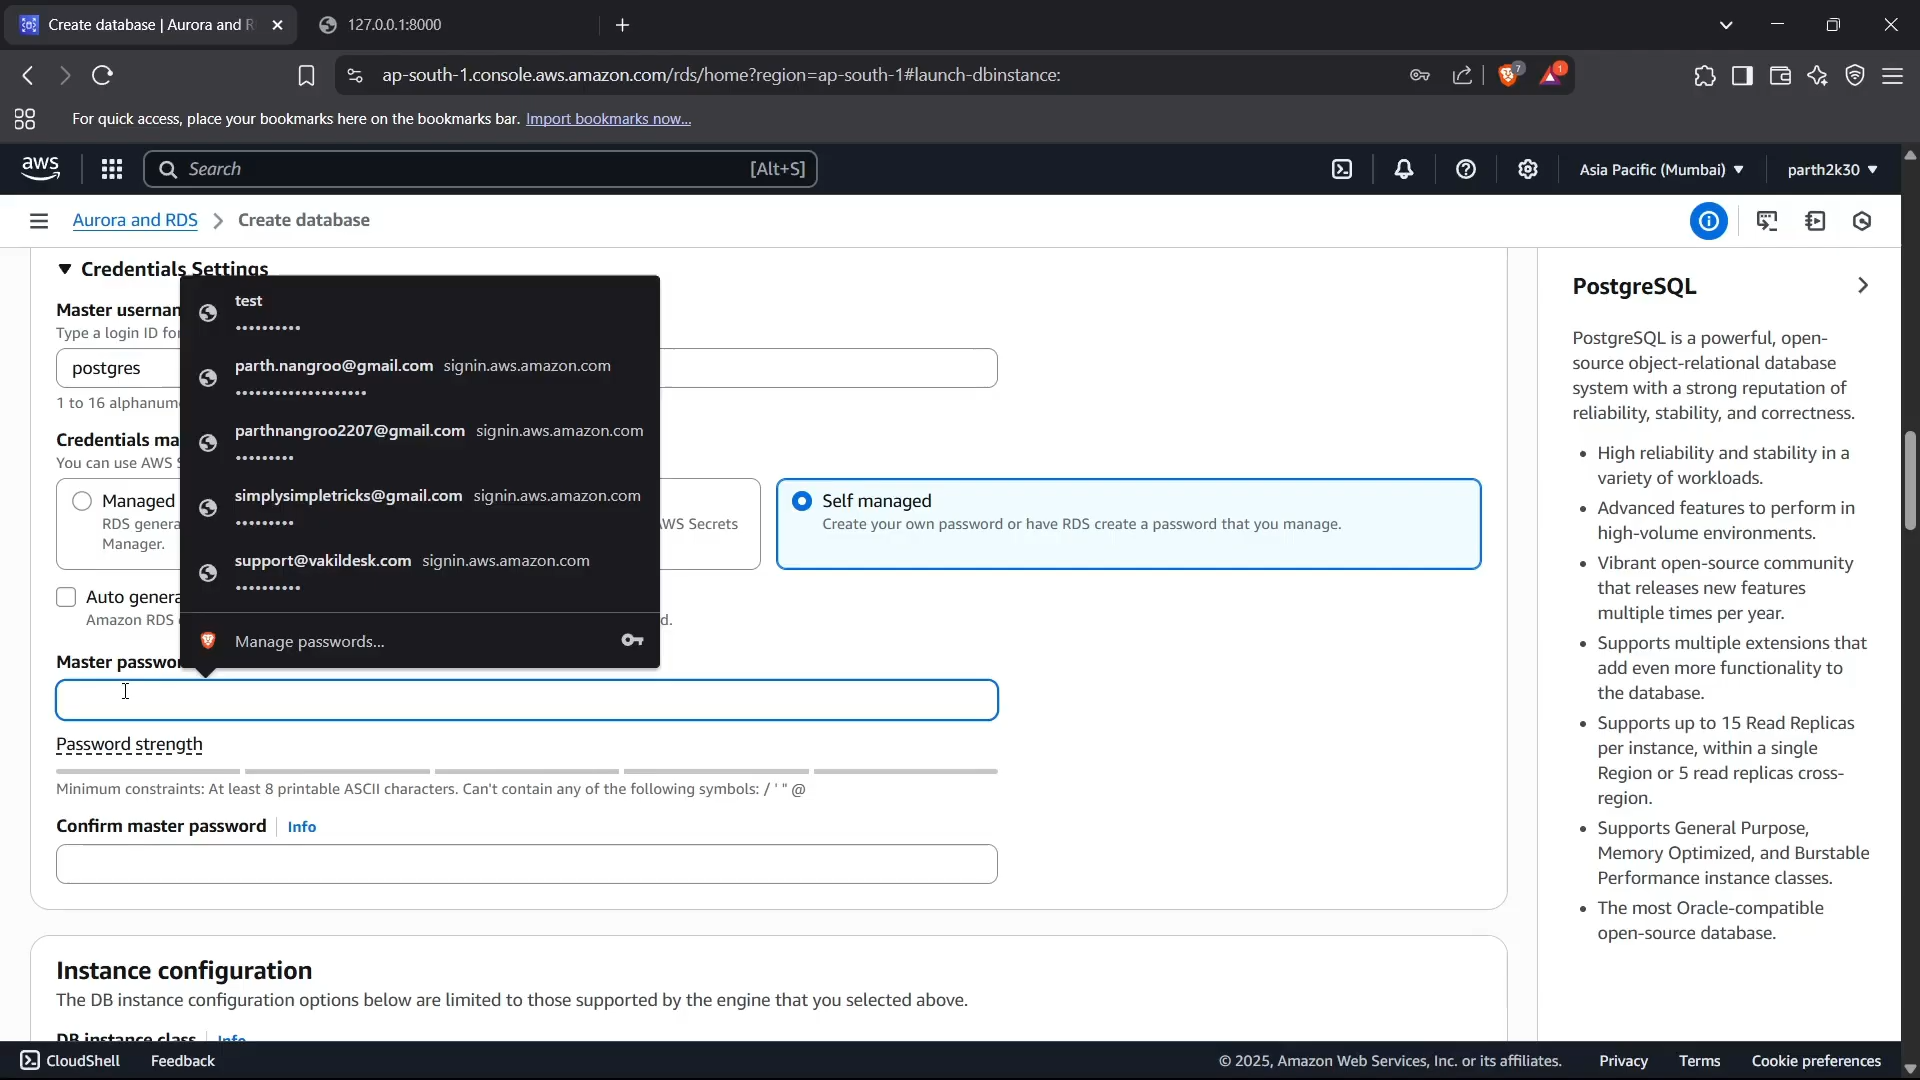 Create database | Aurora and R
127.0.0.1:8000
ap-south-1.console.aws.amazon.com/rds/home?region=ap-south-1#launch-dbinstance:
7
1
For quick access, place your bookmarks here on the bookmarks bar. Import bookmarks now...
aws
Search
[Alt+S]
Asia Pacific (Mumbai)
parth2k30
Aurora and RDS > Create database
Credentials Settings
Master usernam
Type a login ID for
postgres
1 to 16 alphanum
Credentials ma
You can use AWS S
Managed
RDS genera
WS Secrets
Manager.
Self managed
Create your own password or have RDS create a password that you manage.
Auto genera
Amazon RDS
d.
Master passwor
test
••••••••••
parth.nangroo@gmail.com signin.aws.amazon.com
••••••••••••••••••••
parthnangroo2207@gmail.com signin.aws.amazon.com
•••••••••
simplysimpletricks@gmail.com signin.aws.amazon.com
•••••••••
support@vakildesk.com signin.aws.amazon.com
••••••••••
Manage passwords...
Password strength
Minimum constraints: At least 8 printable ASCII characters. Can't contain any of the following symbols: / ' " @
Confirm master password
Info
Instance configuration
The DB instance configuration options below are limited to those supported by the engine that you selected above.
DB instance class
Info
PostgreSQL
PostgreSQL is a powerful, open-
source object-relational database
system with a strong reputation of
reliability, stability, and correctness.
• High reliability and stability in a
variety of workloads.
• Advanced features to perform in
high-volume environments.
• Vibrant open-source community
that releases new features
multiple times per year.
• Supports multiple extensions that
add even more functionality to
the database.
• Supports up to 15 Read Replicas
per instance, within a single
Region or 5 read replicas cross-
region.
• Supports General Purpose,
Memory Optimized, and Burstable
Performance instance classes.
• The most Oracle-compatible
open-source database.
CloudShell
Feedback
© 2025, Amazon Web Services, Inc. or its affiliates.
Privacy
Terms
Cookie preferences